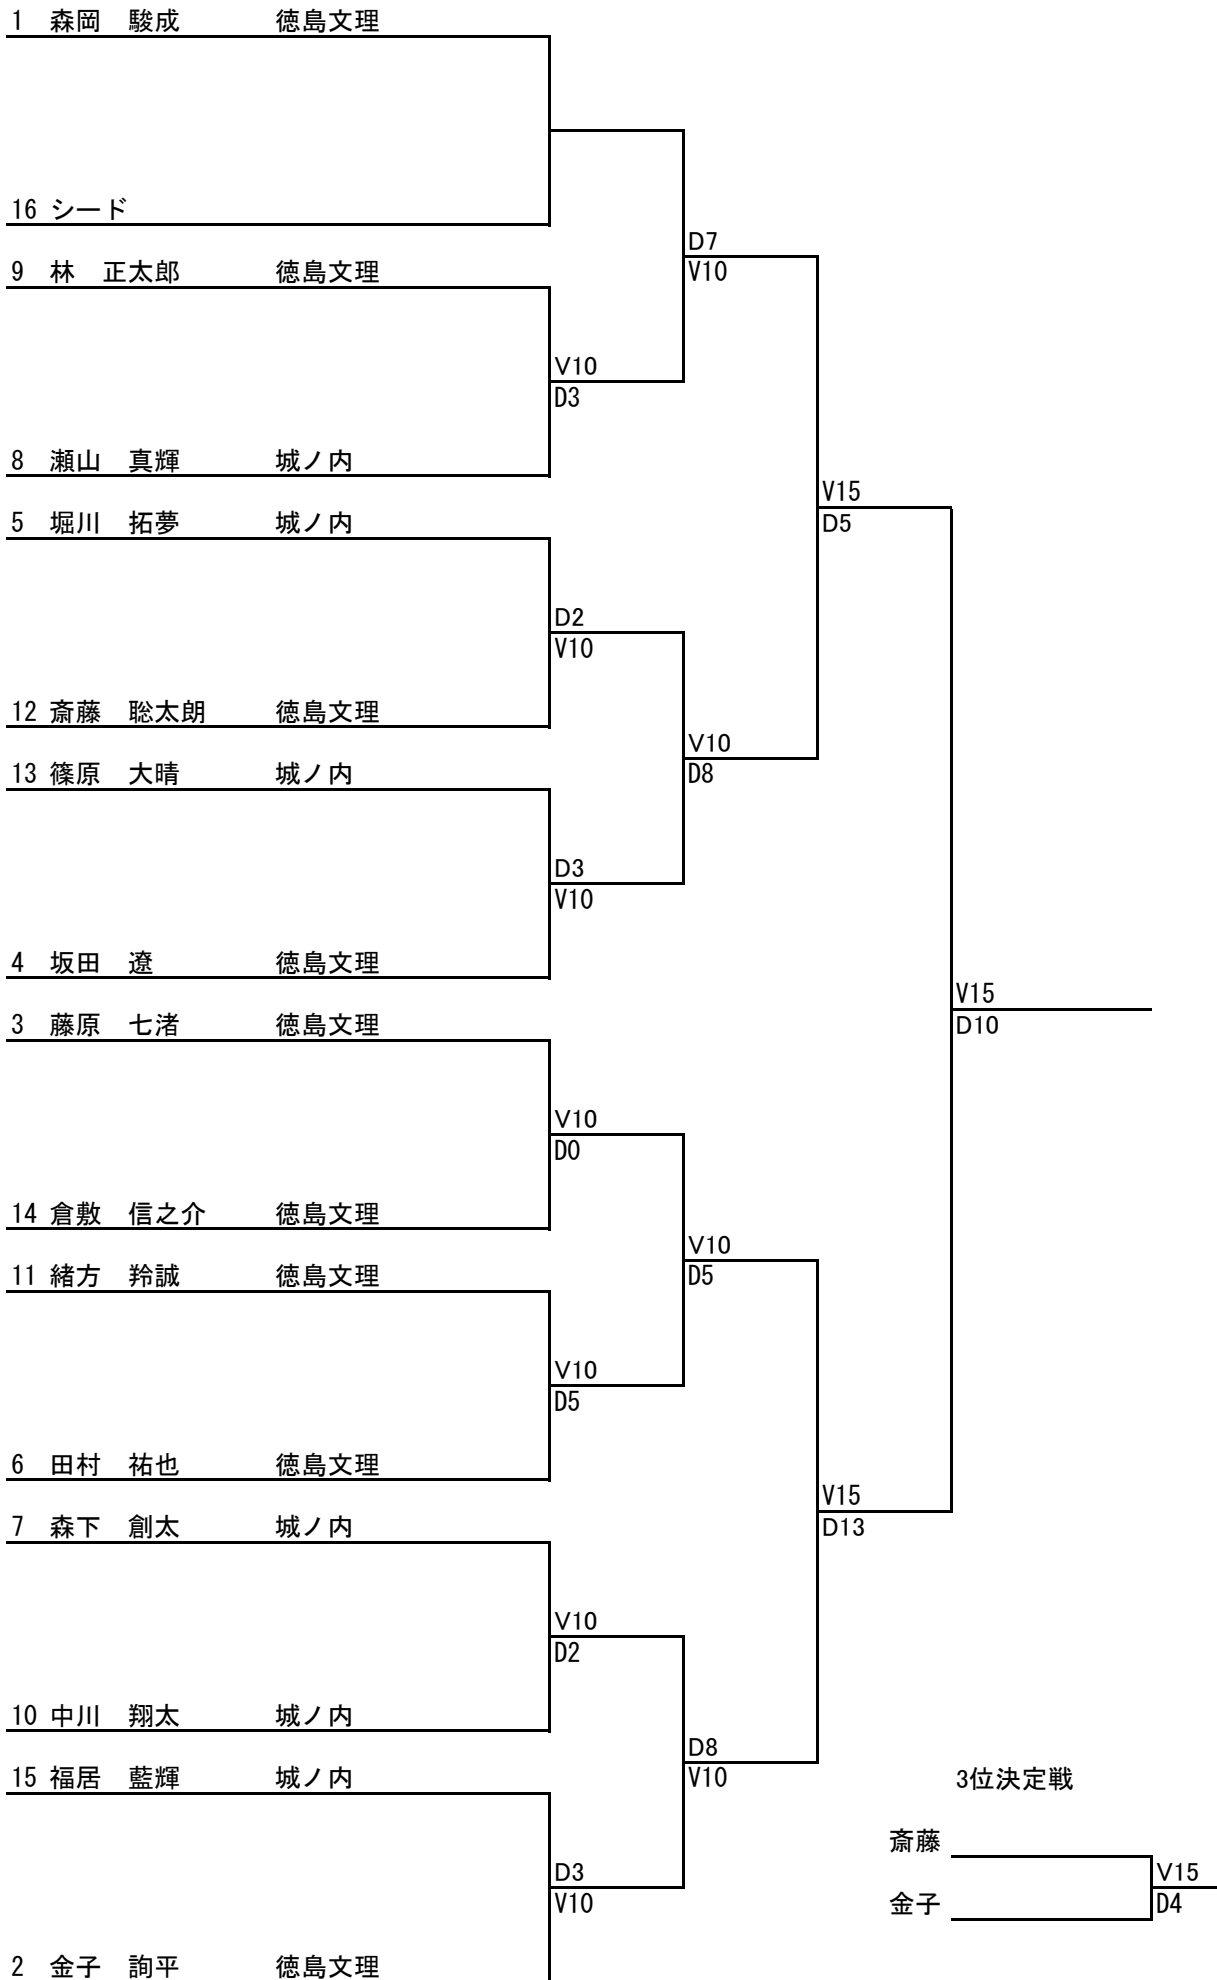 1 森岡 駿成 徳島文理
16 シード
D7
9 林 正太郎 徳島文理
V10
V10
D3
8 瀬山 真輝 城ノ内
V15
5 堀川 拓夢 城ノ内
D5
D2
V10
12 斎藤 聡太朗 徳島文理
V10
13 篠原 大晴 城ノ内
D8
D3
V10
4 坂田 遼 徳島文理
V15
3 藤原 七渚 徳島文理
D10
V10
D0
14 倉敷 信之介 徳島文理
V10
11 緒方 羚誠 徳島文理
D5
V10
D5
6 田村 祐也 徳島文理
V15
7 森下 創太 城ノ内
D13
V10
D2
10 中川 翔太 城ノ内
D8
15 福居 藍輝 城ノ内
V10
3位決定戦
斎藤
D3
V15
V10
金子
D4
2 金子 詢平 徳島文理